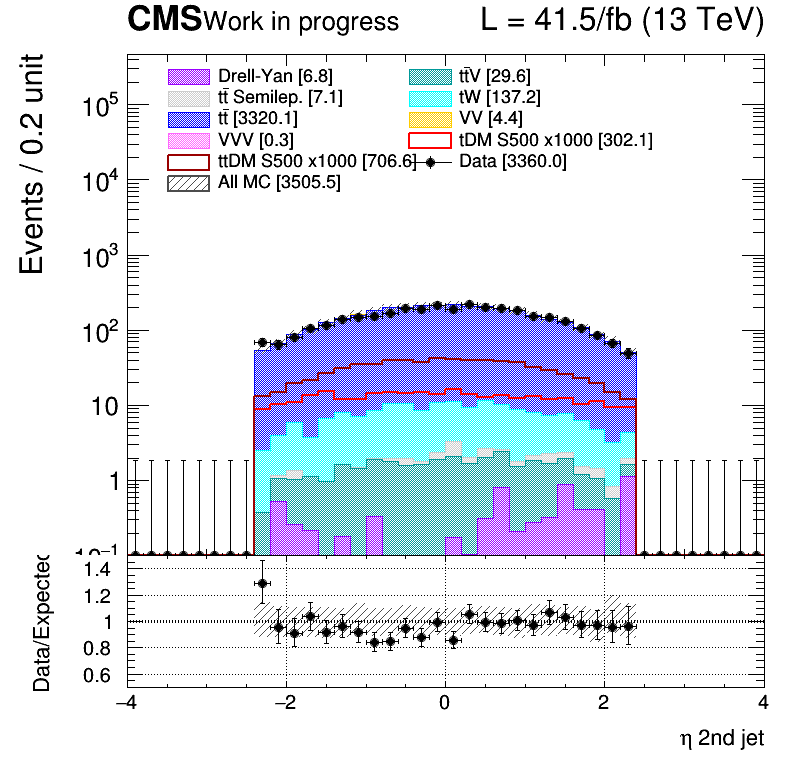 CMS Work in progress L = 41.5/fb (13 TeV)
Events / 0.2 unit
Drell-Yan [6.8] tt̄V [29.6]
tt̄ Semilep. [7.1] tW [137.2]
tt̄ [3320.1] VV [4.4]
VVV [0.3] tDM S500 x1000 [302.1]
ttDM S500 x1000 [706.6] Data [3360.0]
All MC [3505.5]
10⁵
10⁴
10³
10²
10
1
10⁻¹
Data/Expected
1.4
1.2
1
0.8
0.6
−4 −2 0 2 4
η 2nd jet